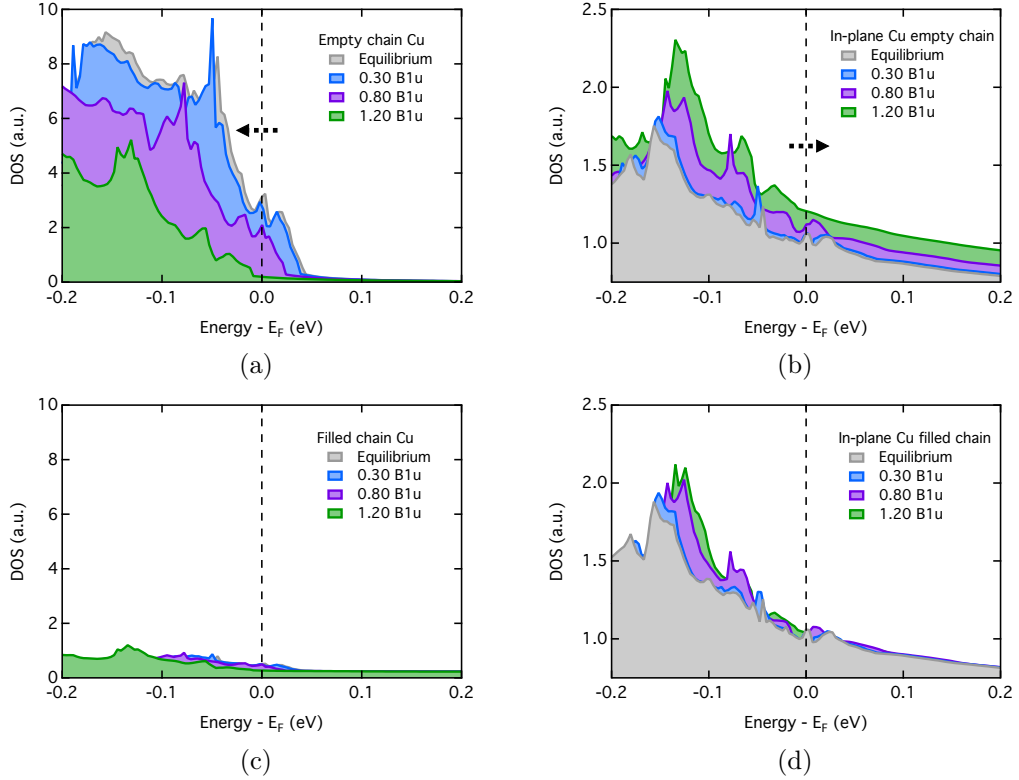 10
8
6
4
2
0
DOS (a.u.)
Empty chain Cu
Equilibrium
0.30 B1u
0.80 B1u
1.20 B1u
-0.2 -0.1 0.0 0.1 0.2
Energy - E_F (eV)
(a)
2.5
2.0
1.5
1.0
DOS (a.u.)
In-plane Cu empty chain
Equilibrium
0.30 B1u
0.80 B1u
1.20 B1u
-0.2 -0.1 0.0 0.1 0.2
Energy - E_F (eV)
(b)
10
8
6
4
2
0
DOS (a.u.)
Filled chain Cu
Equilibrium
0.30 B1u
0.80 B1u
1.20 B1u
-0.2 -0.1 0.0 0.1 0.2
Energy - E_F (eV)
(c)
2.5
2.0
1.5
1.0
DOS (a.u.)
In-plane Cu filled chain
Equilibrium
0.30 B1u
0.80 B1u
1.20 B1u
-0.2 -0.1 0.0 0.1 0.2
Energy - E_F (eV)
(d)